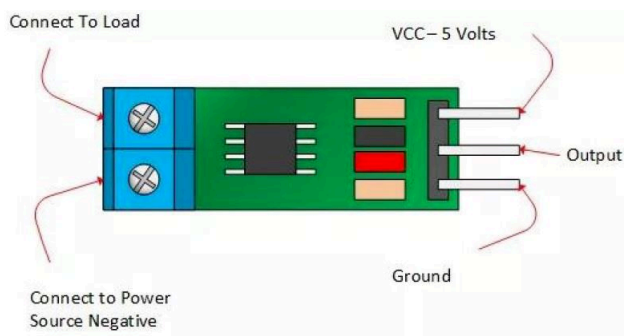 Connect To Load
VCC – 5 Volts
Output
Ground
Connect to Power
Source Negative